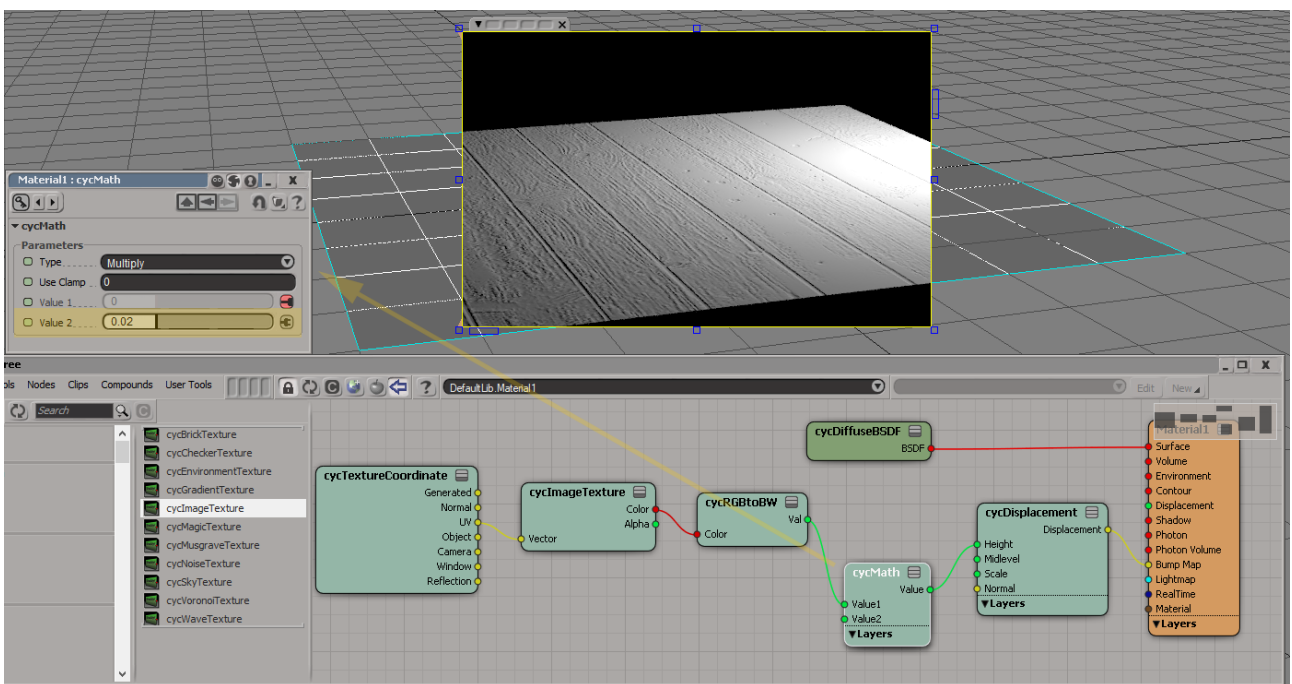 Material1 : cycMath
cycMath
Parameters
Type...... Multiply
Use Clamp .. 0
Value 1..... 0
Value 2..... 0.02
ree
ols Nodes Clips Compounds User Tools
DefaultLib.Material1
Edit New
Search
cycBrickTexture
cycCheckerTexture
cycEnvironmentTexture
cycGradientTexture
cycImageTexture
cycMagicTexture
cycMusgraveTexture
cycNoiseTexture
cycSkyTexture
cycVoronoiTexture
cycWaveTexture
cycTextureCoordinate
Generated
Normal
UV
Object
Camera
Window
Reflection
cycImageTexture
Color
Alpha
Vector
cycRGBtoBW
Val
Color
cycMath
Value
Value1
Value2
Layers
cycDiffuseBSDF
BSDF
cycDisplacement
Displacement
Height
Midlevel
Scale
Normal
Layers
Material1
Surface
Volume
Environment
Contour
Displacement
Shadow
Photon
Photon Volume
Bump Map
Lightmap
RealTime
Material
Layers